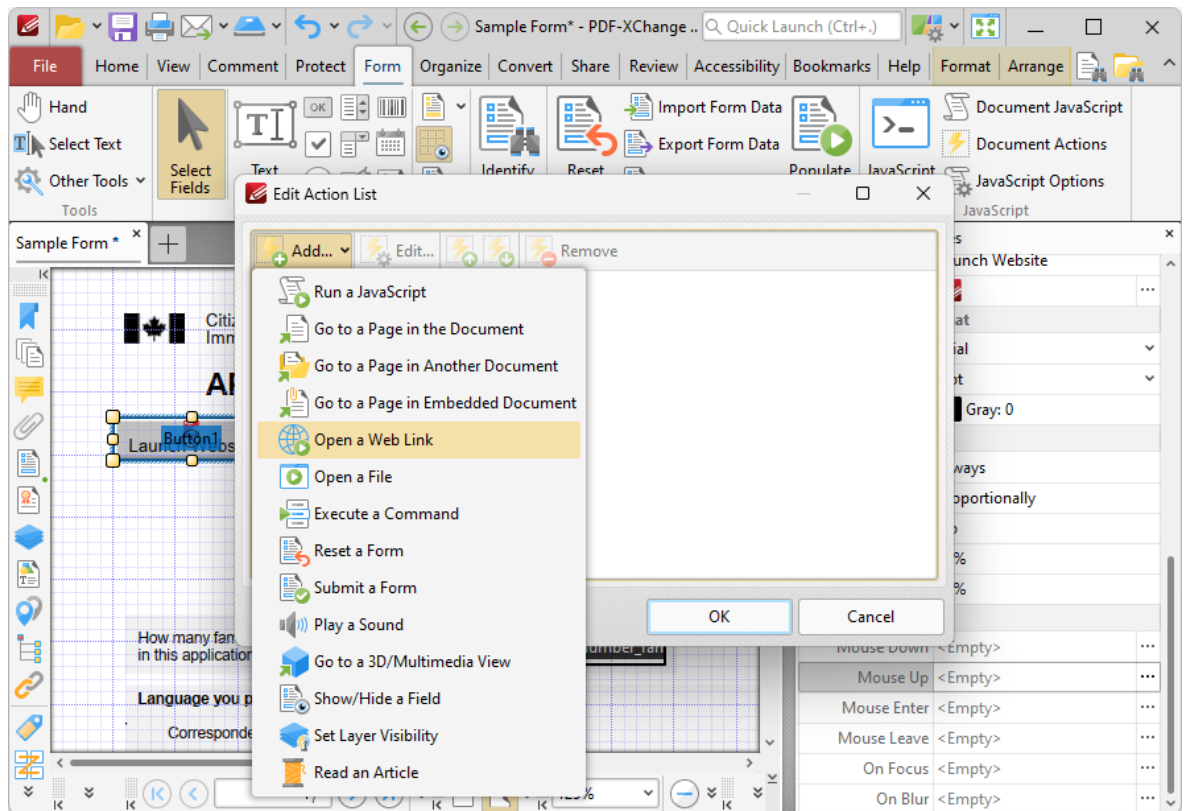 Sample Form* - PDF-XChange ..
Quick Launch (Ctrl+.)
File
Home
View
Comment
Protect
Form
Organize
Convert
Share
Review
Accessibility
Bookmarks
Help
Format
Arrange
Hand
Select Text
Other Tools
Tools
Select Fields
Text
OK
Identify
Reset
Import Form Data
Export Form Data
Populate
JavaScript
Document JavaScript
Document Actions
JavaScript Options
JavaScript
Sample Form *
Edit Action List
Add...
Edit...
Remove
Run a JavaScript
Go to a Page in the Document
Go to a Page in Another Document
Go to a Page in Embedded Document
Open a Web Link
Open a File
Execute a Command
Reset a Form
Submit a Form
Play a Sound
Go to a 3D/Multimedia View
Show/Hide a Field
Set Layer Visibility
Read an Article
OK
Cancel
Button1
How many fam
in this application
Language you p
Corresponde
Website
Gray: 0
Mouse Down <Empty>
Mouse Up <Empty>
Mouse Enter <Empty>
Mouse Leave <Empty>
On Focus <Empty>
On Blur <Empty>